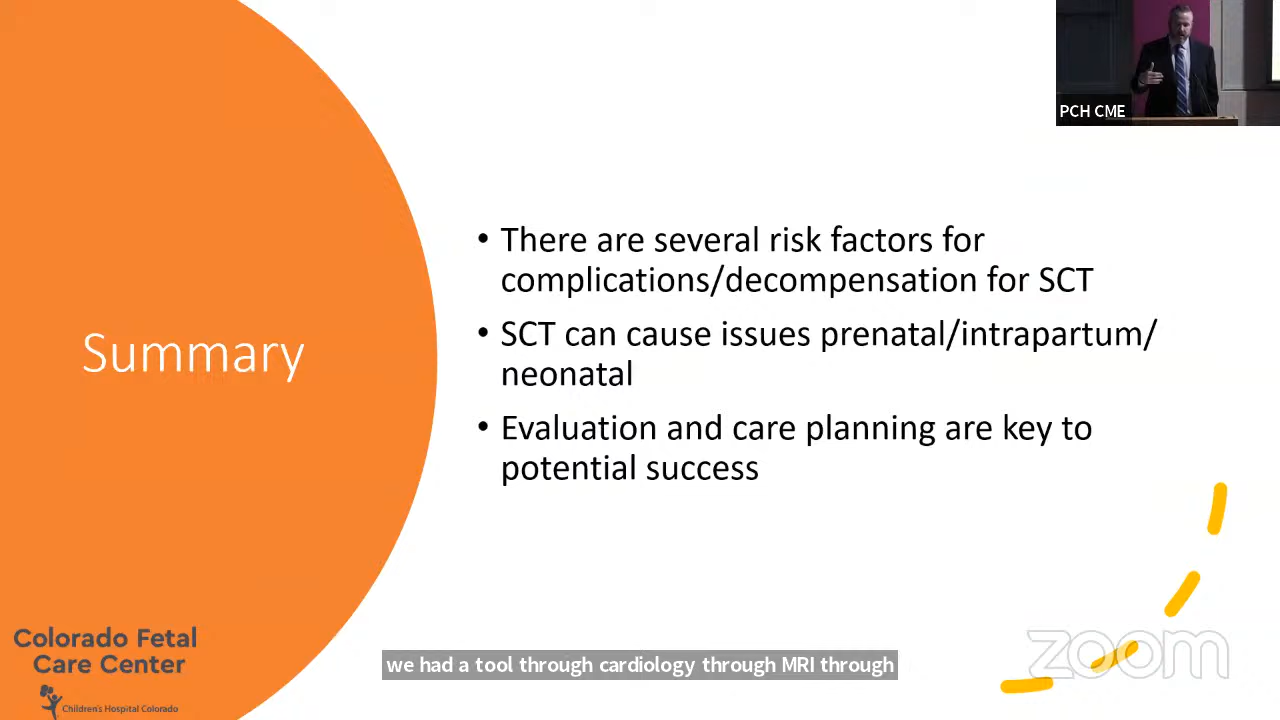 PCH CME
Summary
• There are several risk factors for
complications/decompensation for SCT
• SCT can cause issues prenatal/intrapartum/
neonatal
• Evaluation and care planning are key to
potential success
Colorado Fetal
Care Center
Children's Hospital Colorado
we had a tool through cardiology through MRI through
zoom